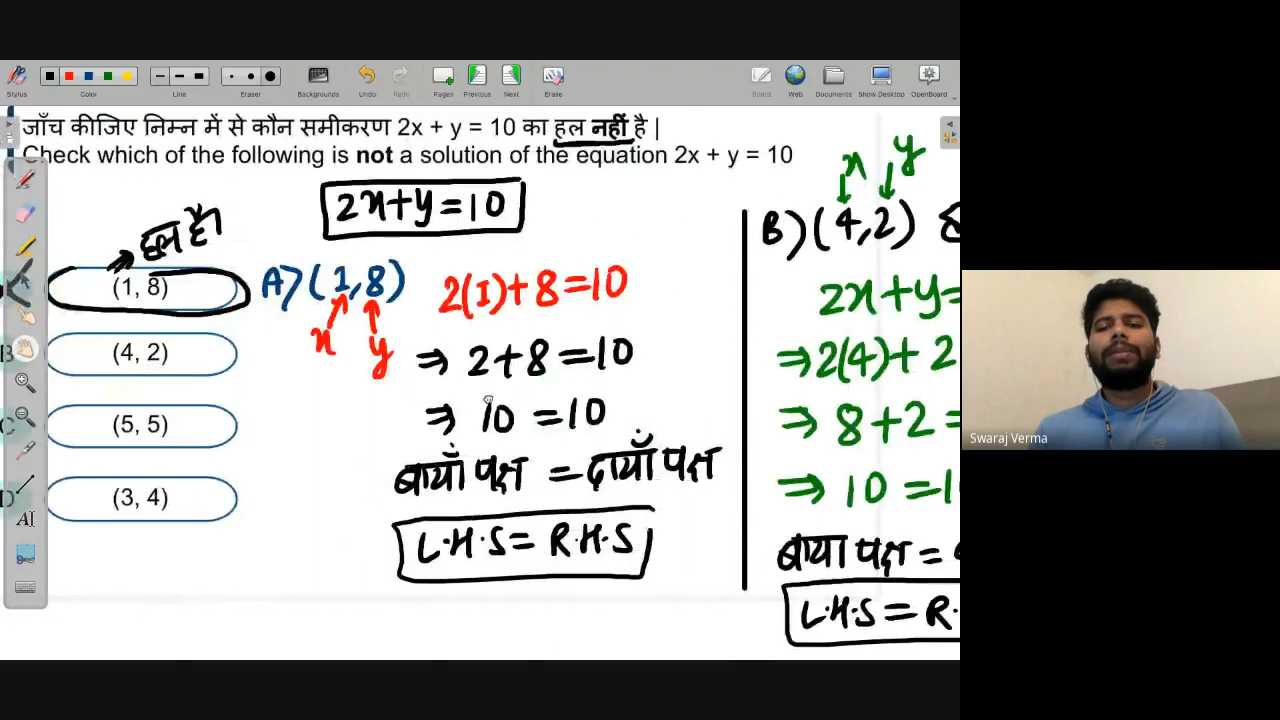 Stylus Color Line Eraser Backgrounds Undo Redo Pages Previous Next Erase Board Web Documents Show Desktop OpenBoard
जाँच कीजिए निम्न में से कौन समीकरण 2x + y = 10 का हल नहीं है |
Check which of the following is not a solution of the equation 2x + y = 10
2x+y=10
→ हल है।
(1, 8)
B (4, 2)
C (5, 5)
D (3, 4)
A> (1,8)
x y
2(1)+8=10
⇒ 2+8=10
⇒ 10 =10
बायाँ पक्ष = दायाँ पक्ष
L.H.S = R.H.S
x y
B) (4,2)
2x+y=
⇒2(4)+2
⇒ 8+2=
⇒ 10 =1
बाया पक्ष =
L.H.S = R.
Swaraj Verma